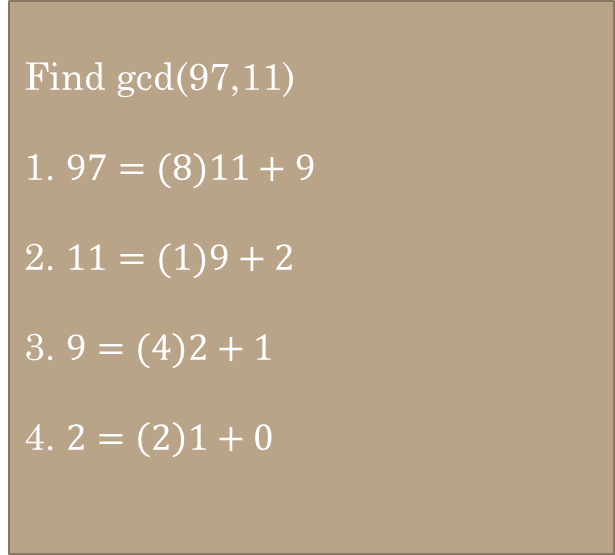 Find gcd(97,11)
1. 97 = (8)11 + 9
2. 11 = (1)9 + 2
3. 9 = (4)2 + 1
4. 2 = (2)1 + 0